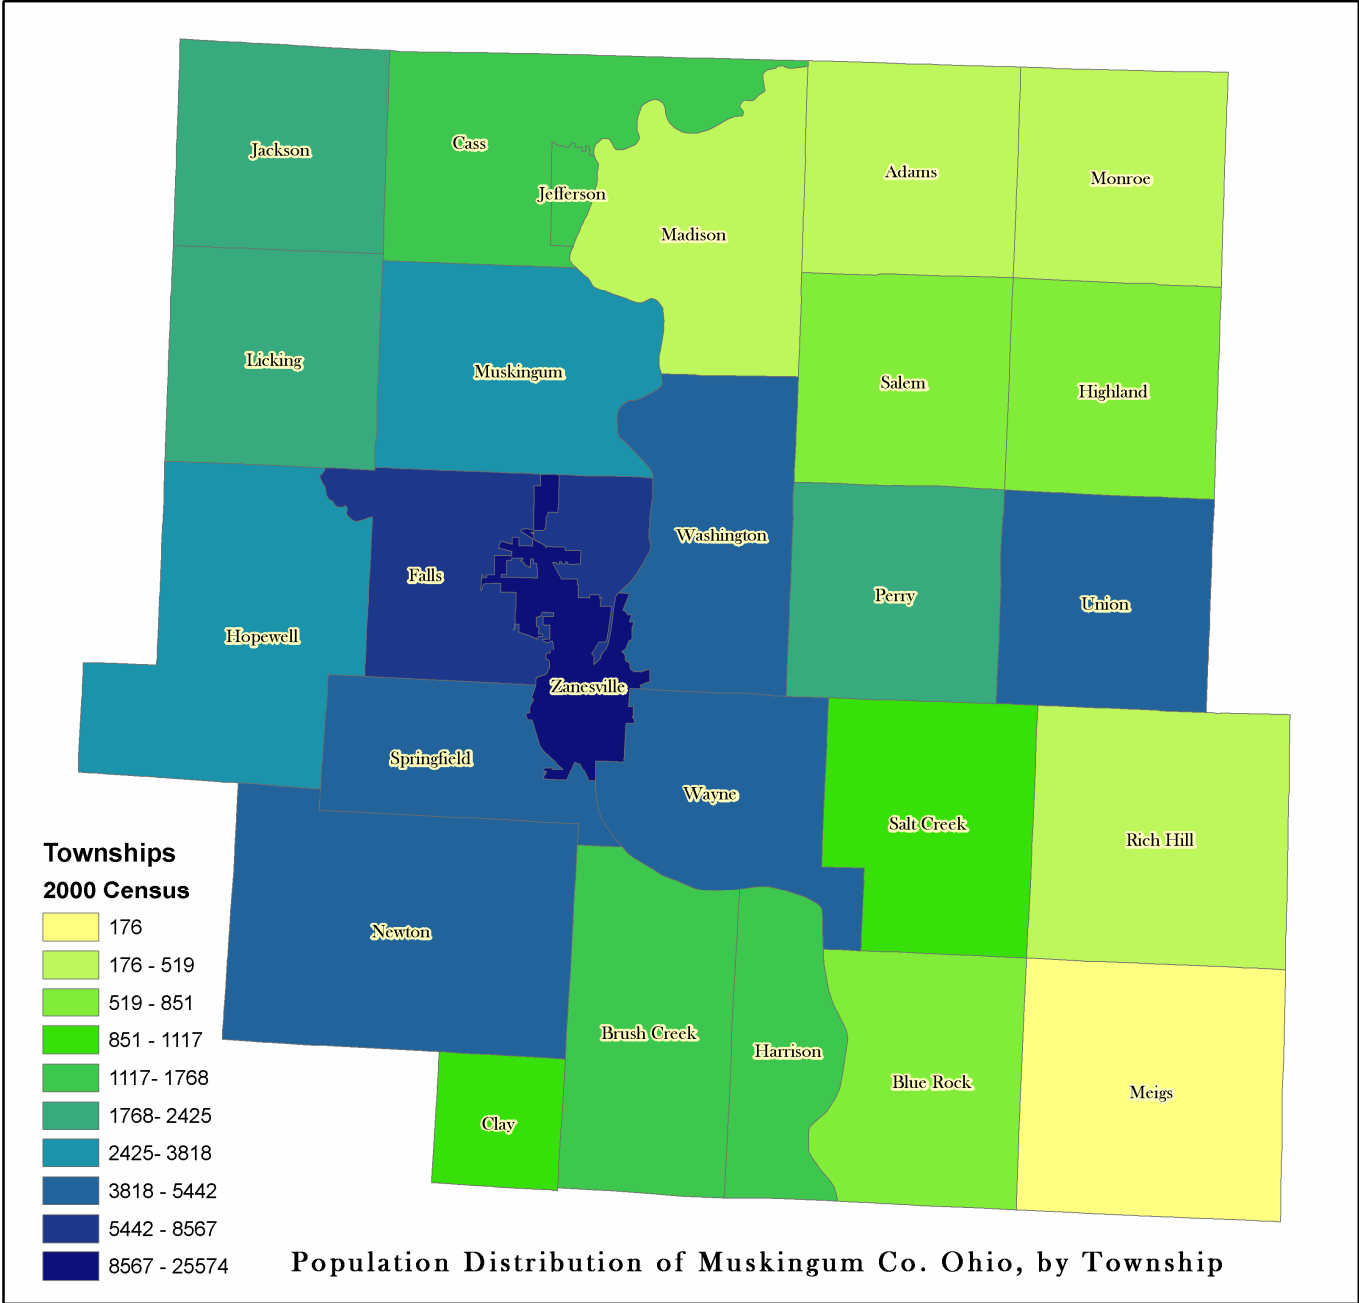 Jackson
Cass
Jefferson
Madison
Adams
Monroe
Licking
Muskingum
Salem
Highland
Washington
Falls
Perry
Union
Hopewell
Zanesville
Springfield
Wayne
Salt Creek
Rich Hill
Newton
Brush Creek
Harrison
Blue Rock
Meigs
Clay
Townships
2000 Census
176
176 - 519
519 - 851
851 - 1117
1117- 1768
1768- 2425
2425- 3818
3818 - 5442
5442 - 8567
8567 - 25574
Population Distribution of Muskingum Co. Ohio, by Township